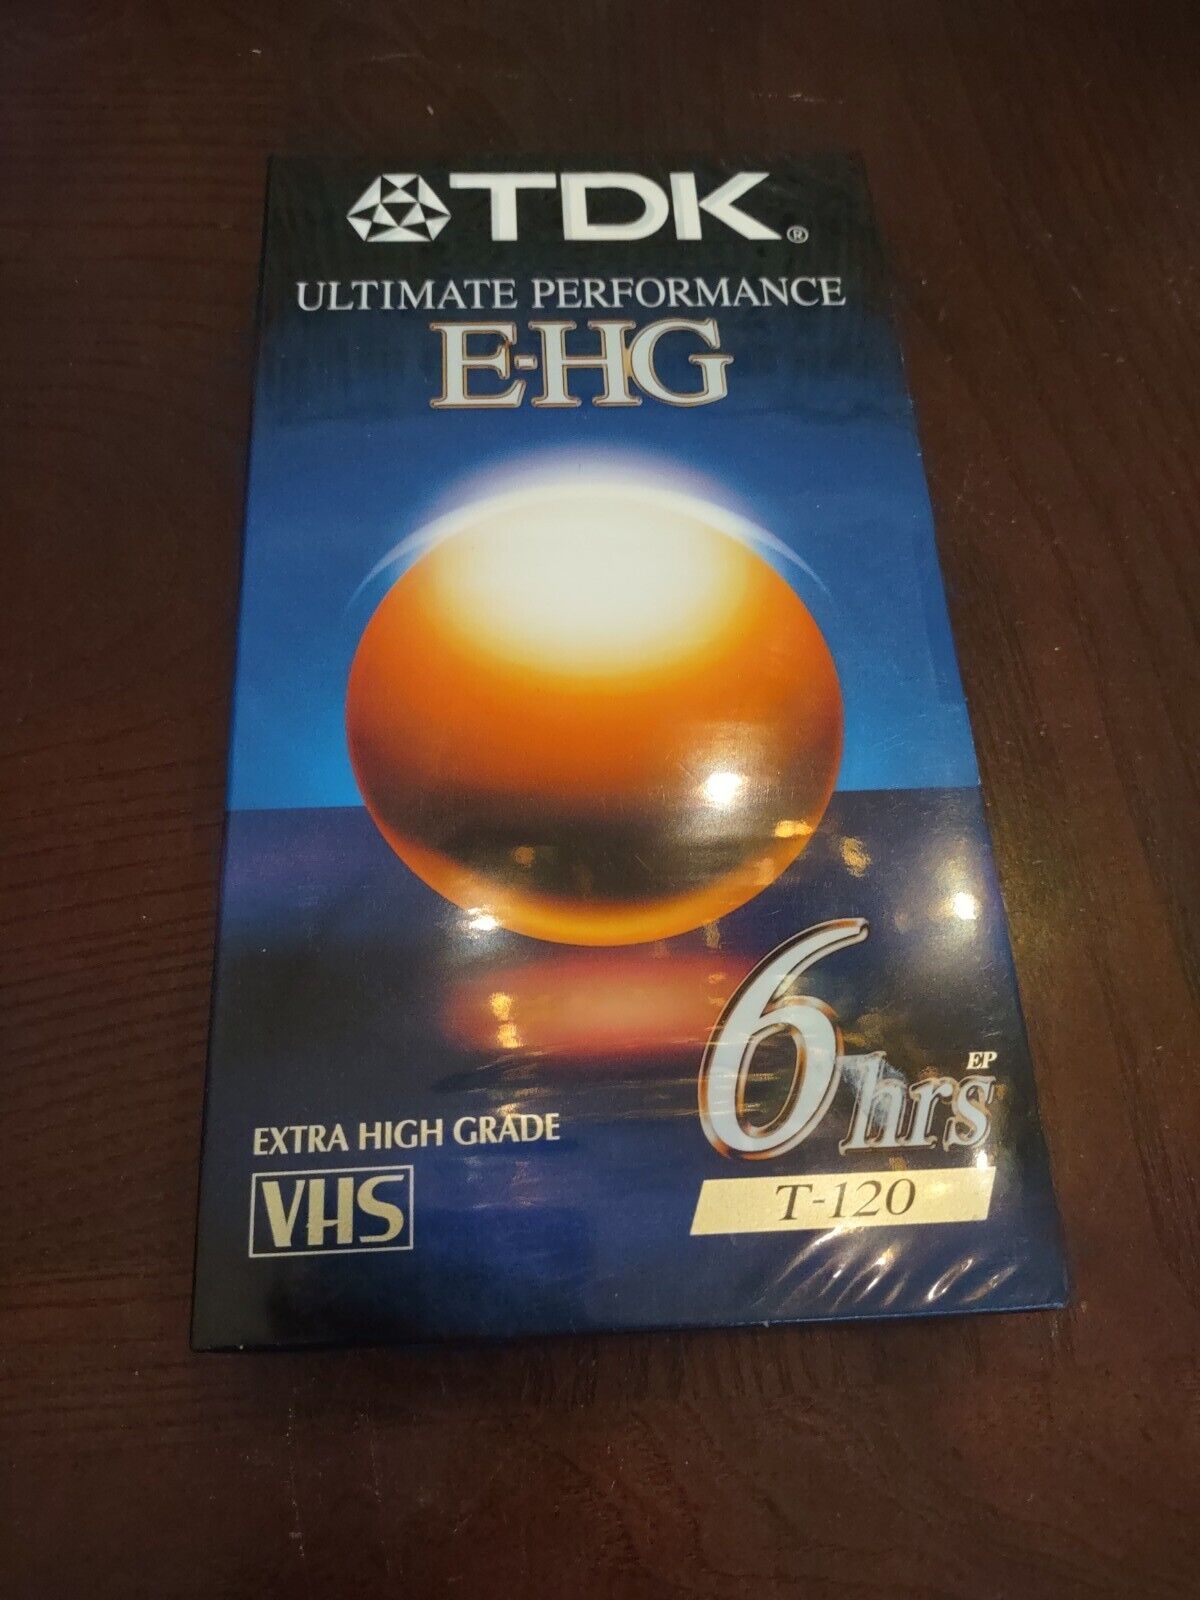 TDK®
ULTIMATE PERFORMANCE
E-HG
6 hrs EP
T-120
EXTRA HIGH GRADE
VHS